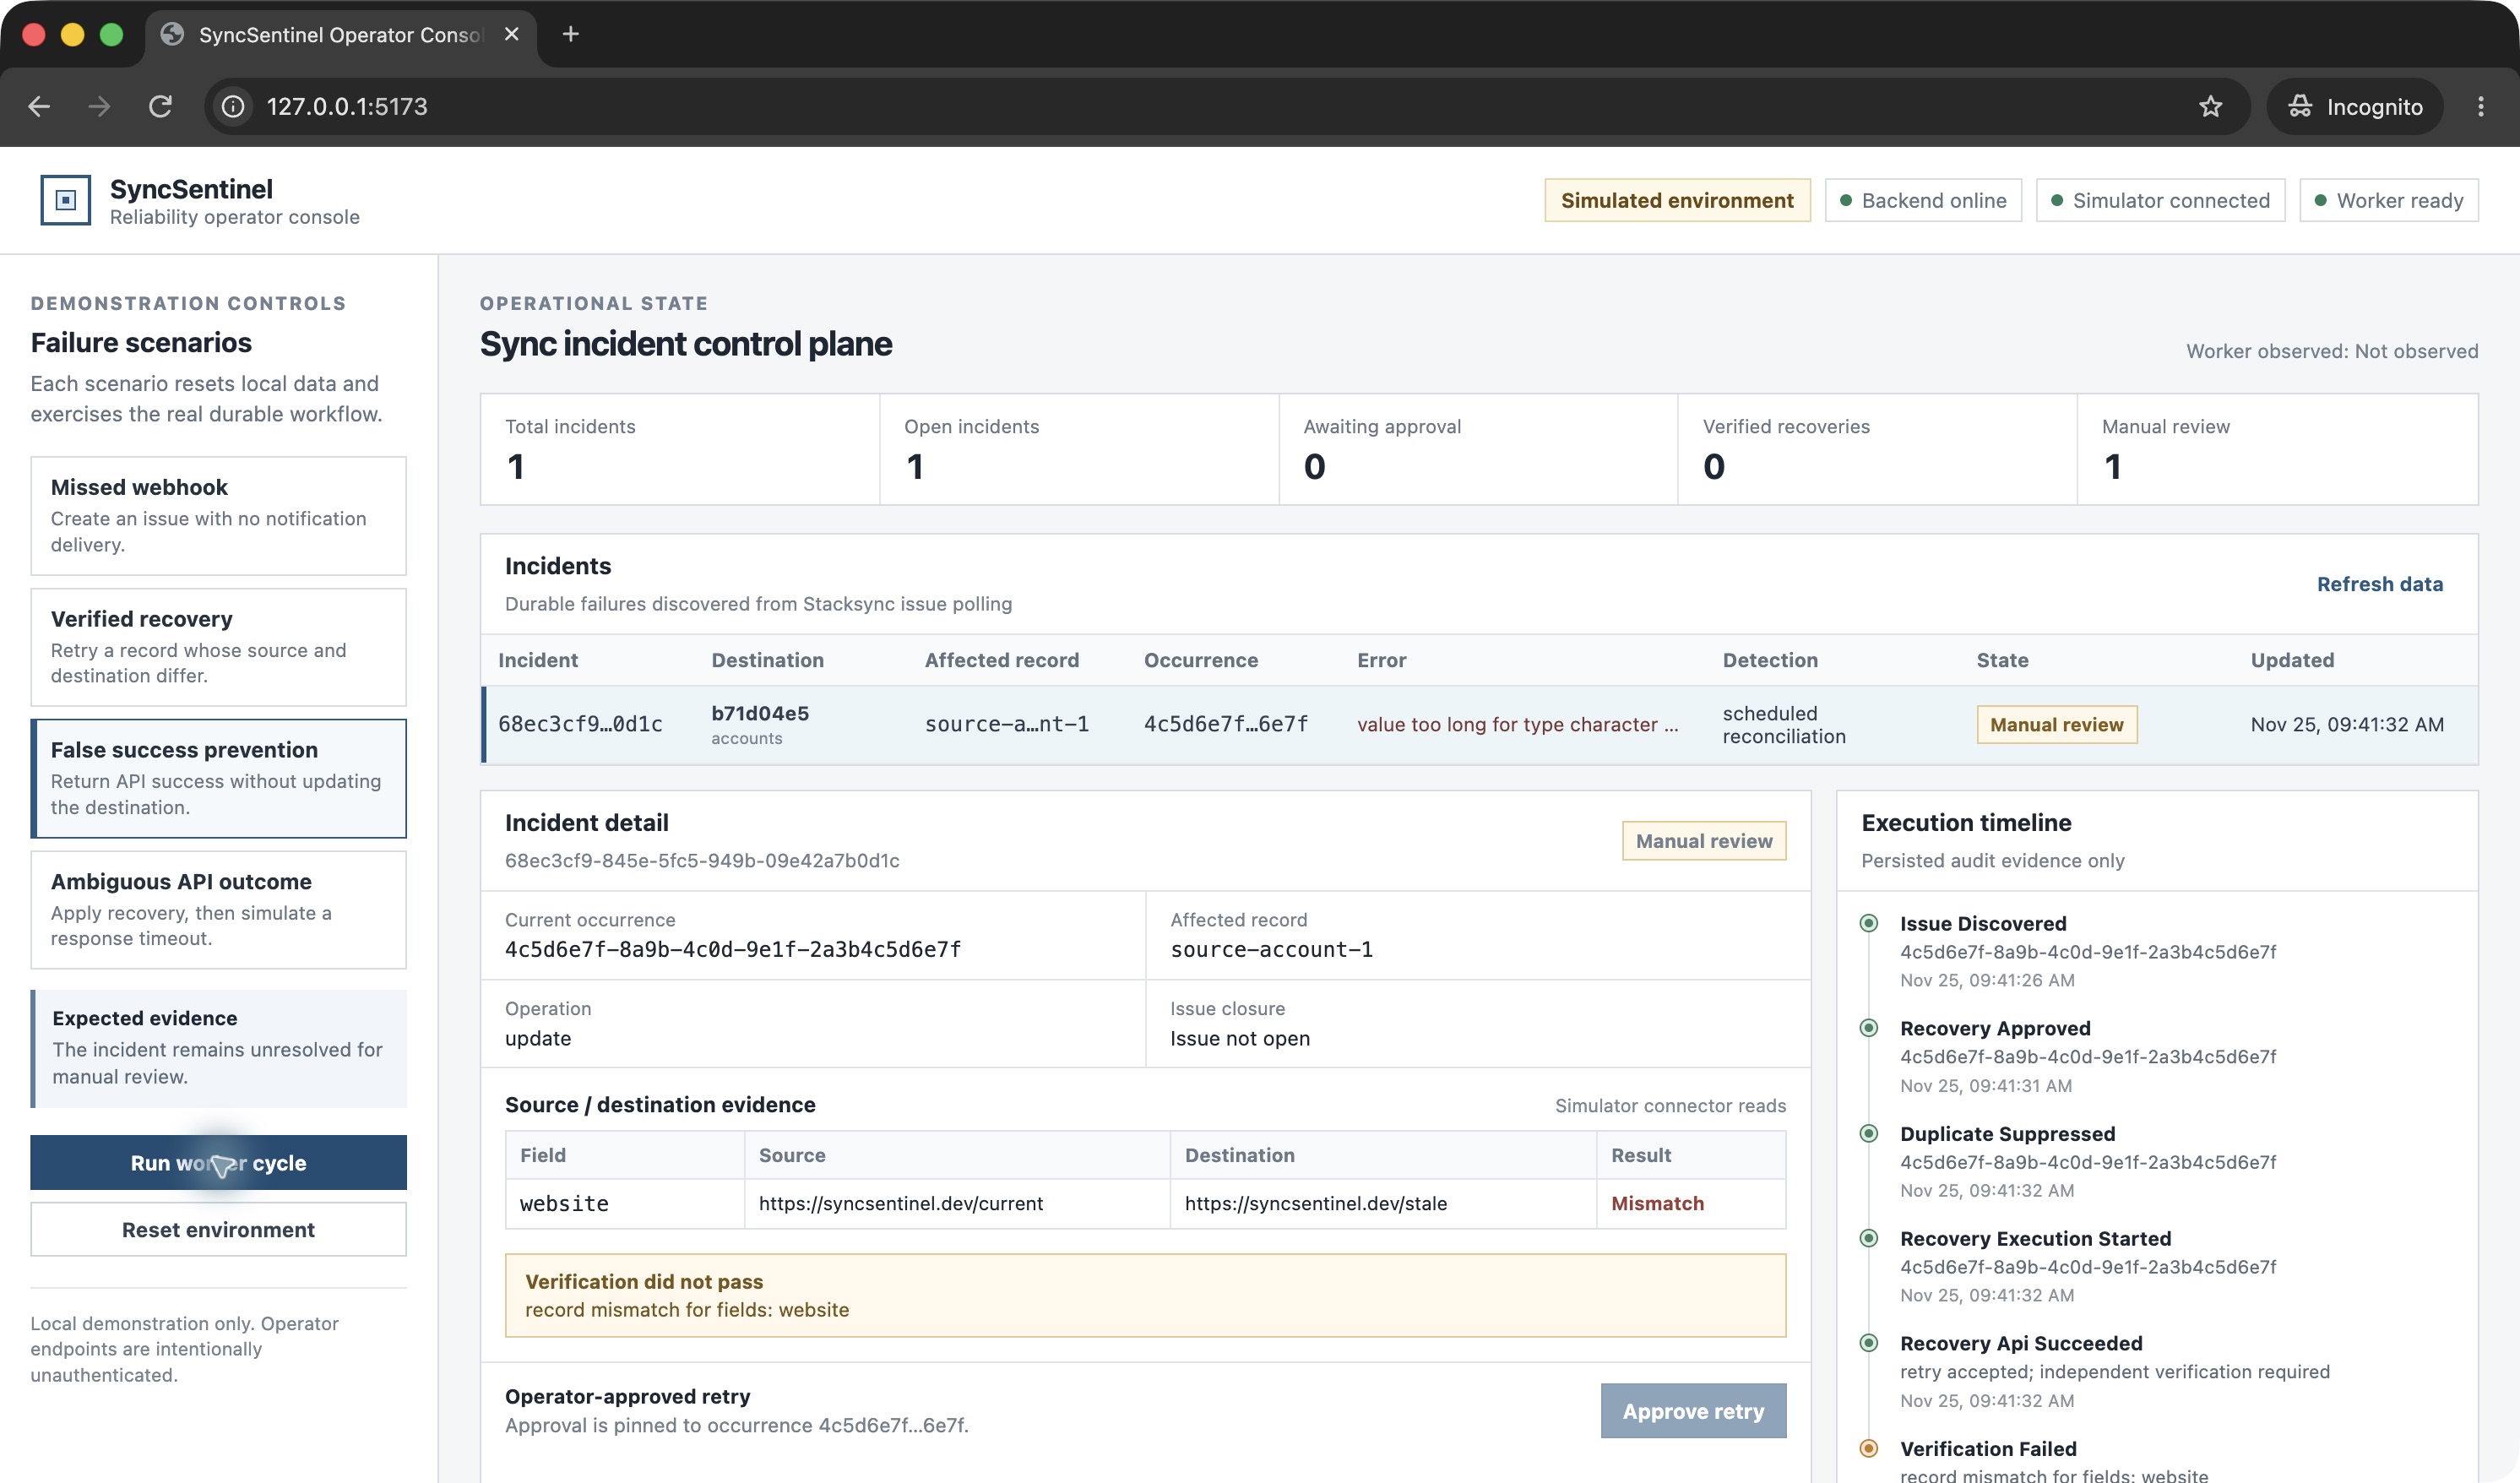 SyncSentinel Operator Conso
127.0.0.1:5173
Incognito
SyncSentinel
Reliability operator console
Simulated environment
Backend online
Simulator connected
Worker ready
DEMONSTRATION CONTROLS
Failure scenarios
Each scenario resets local data and
exercises the real durable workflow.
Missed webhook
Create an issue with no notification
delivery.
Verified recovery
Retry a record whose source and
destination differ.
False success prevention
Return API success without updating
the destination.
Ambiguous API outcome
Apply recovery, then simulate a
response timeout.
Expected evidence
The incident remains unresolved for
manual review.
Run worker cycle
Reset environment
Local demonstration only. Operator
endpoints are intentionally
unauthenticated.
OPERATIONAL STATE
Sync incident control plane
Worker observed: Not observed
Total incidents
1
Open incidents
1
Awaiting approval
0
Verified recoveries
0
Manual review
1
Incidents
Durable failures discovered from Stacksync issue polling
Refresh data
Incident Destination Affected record Occurrence Error Detection State Updated
68ec3cf9…0d1c b71d04e5 accounts source-a…nt-1 4c5d6e7f…6e7f value too long for type character ... scheduled reconciliation Manual review Nov 25, 09:41:32 AM
Incident detail
68ec3cf9-845e-5fc5-949b-09e42a7b0d1c
Manual review
Current occurrence
4c5d6e7f-8a9b-4c0d-9e1f-2a3b4c5d6e7f
Affected record
source-account-1
Operation
update
Issue closure
Issue not open
Source / destination evidence
Simulator connector reads
Field Source Destination Result
website https://syncsentinel.dev/current https://syncsentinel.dev/stale Mismatch
Verification did not pass
record mismatch for fields: website
Operator-approved retry
Approval is pinned to occurrence 4c5d6e7f…6e7f.
Approve retry
Execution timeline
Persisted audit evidence only
Issue Discovered
4c5d6e7f-8a9b-4c0d-9e1f-2a3b4c5d6e7f
Nov 25, 09:41:26 AM
Recovery Approved
4c5d6e7f-8a9b-4c0d-9e1f-2a3b4c5d6e7f
Nov 25, 09:41:31 AM
Duplicate Suppressed
4c5d6e7f-8a9b-4c0d-9e1f-2a3b4c5d6e7f
Nov 25, 09:41:32 AM
Recovery Execution Started
4c5d6e7f-8a9b-4c0d-9e1f-2a3b4c5d6e7f
Nov 25, 09:41:32 AM
Recovery Api Succeeded
retry accepted; independent verification required
Nov 25, 09:41:32 AM
Verification Failed
record mismatch for fields: website